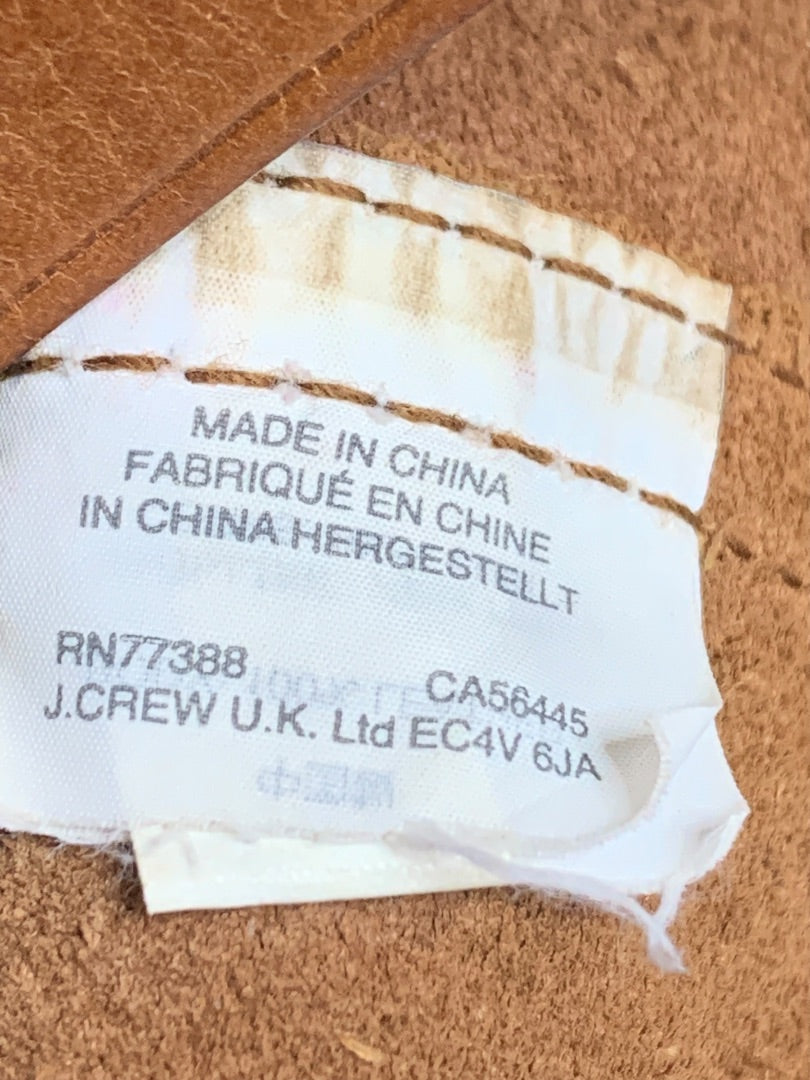 MADE IN CHINA
FABRIQUÉ EN CHINE
IN CHINA HERGESTELLT
RN77388 CA56445
J.CREW U.K. Ltd EC4V 6JA